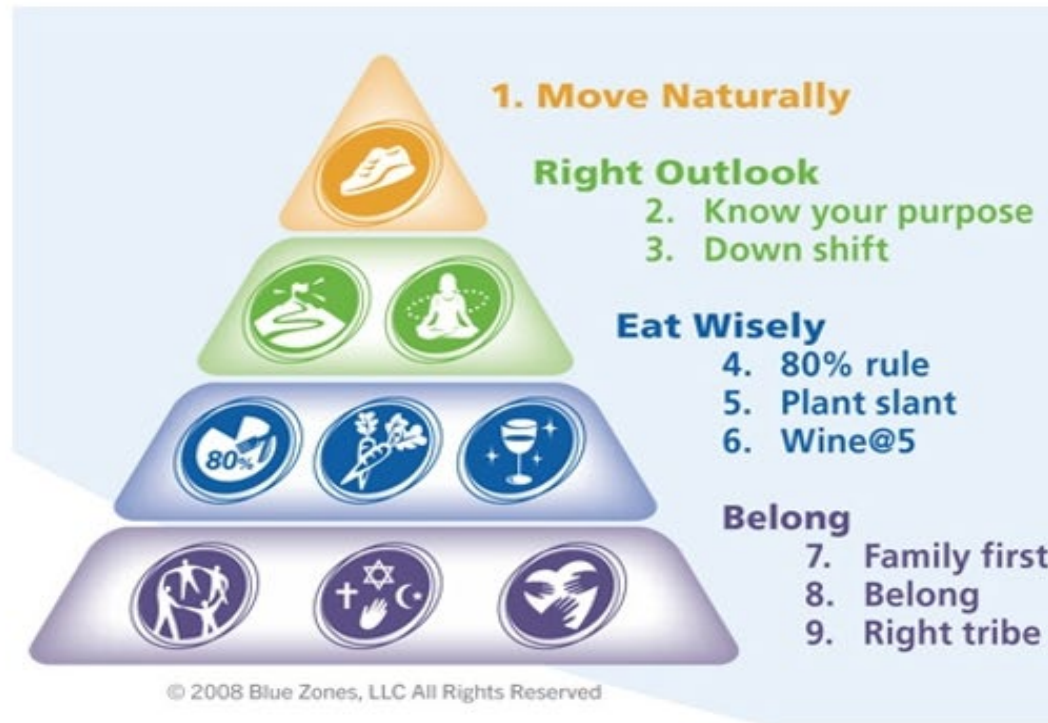 1. Move Naturally
Right Outlook
2. Know your purpose
3. Down shift
Eat Wisely
4. 80% rule
5. Plant slant
6. Wine@5
80%
Belong
7. Family first
8. Belong
9. Right tribe
© 2008 Blue Zones, LLC All Rights Reserved